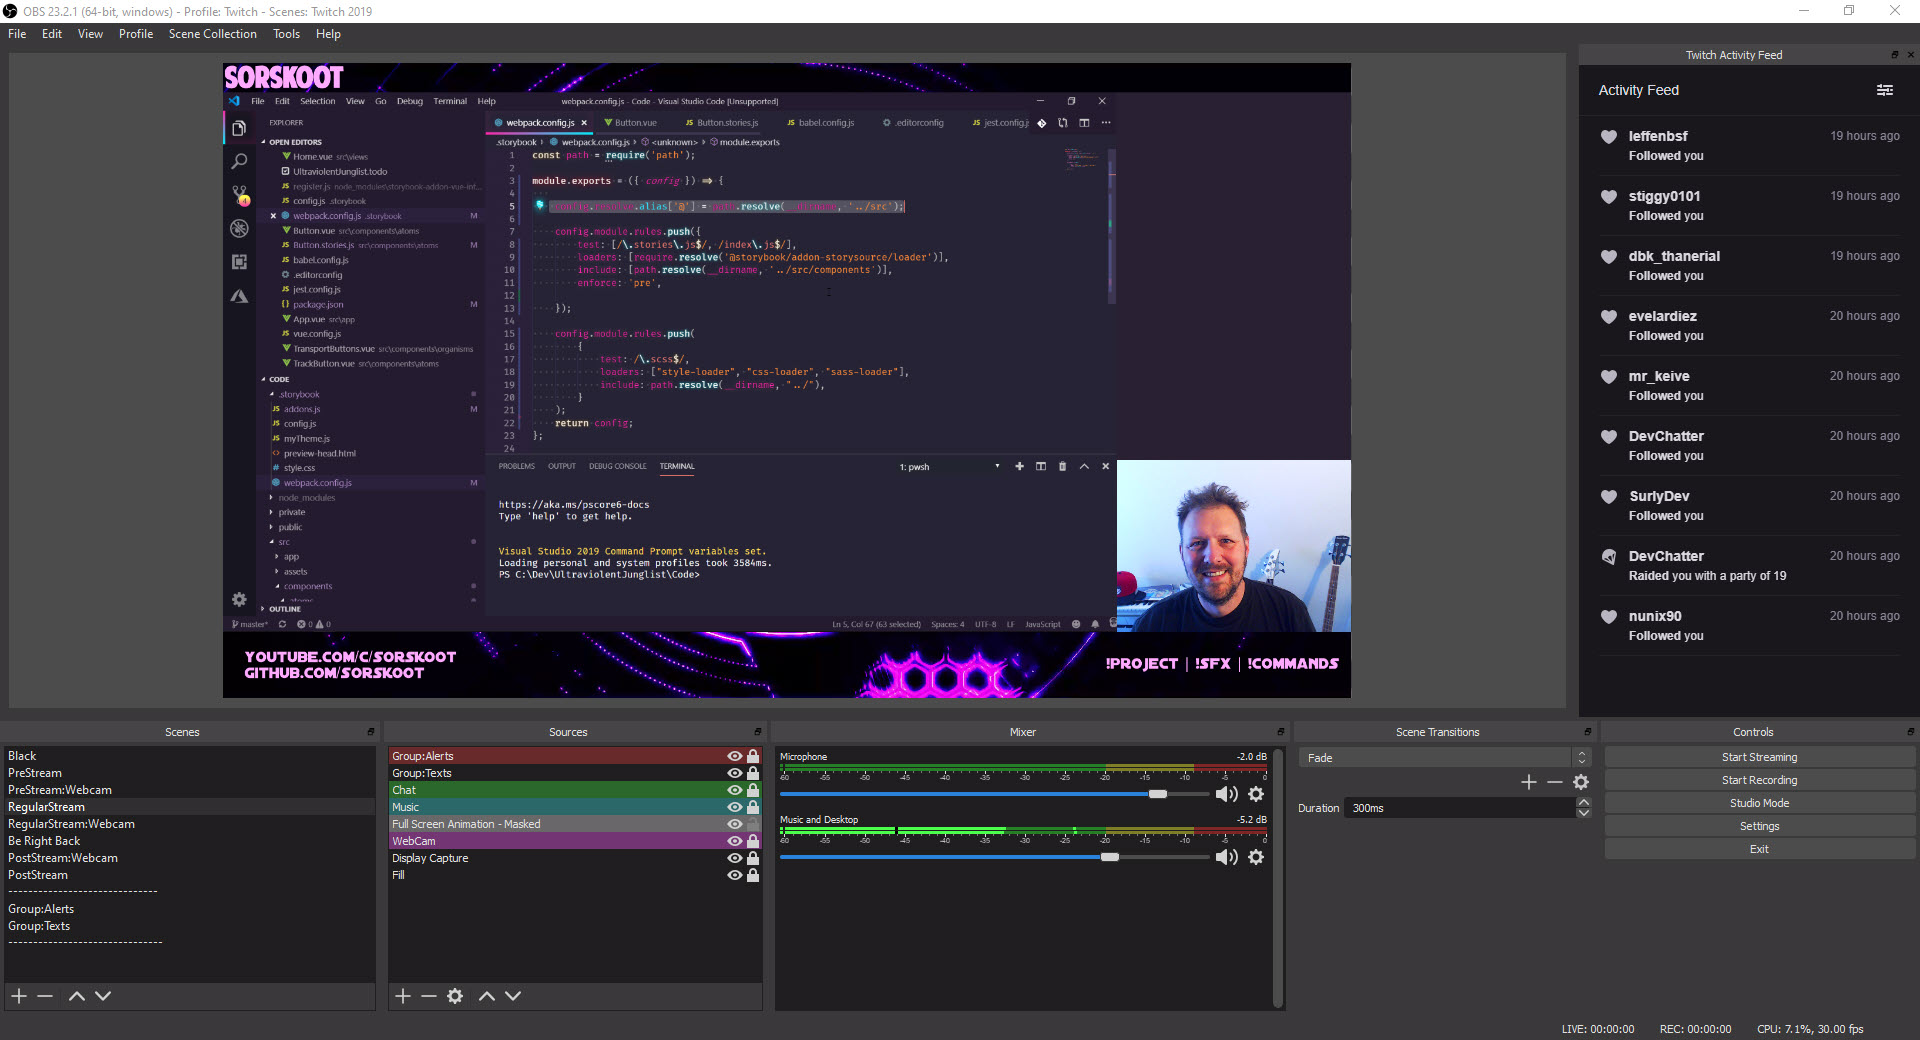 OBS 23.2.1 (64-bit, windows) - Profile: Twitch - Scenes: Twitch 2019
File Edit View Profile Scene Collection Tools Help
SORSKOOT
File Edit Selection View Go Debug Terminal Help
webpack.config.js - Code - Visual Studio Code [Unsupported]
EXPLORER
webpack.config.js Button.vue JS Button.stories.js JS babel.config.js .editorconfig JS jest.config.js
OPEN EDITORS
Home.vue src\views
UltraviolentJunglist.todo
JS register.js node_modules\storybook-addon-vue-int...
JS config.js .storybook
webpack.config.js .storybook M
Button.vue src\components\atoms
JS Button.stories.js src\components\atoms M
JS babel.config.js
.editorconfig
JS jest.config.js
{} package.json M
App.vue src\app
JS vue.config.js
TransportButtons.vue src\components\organisms
TrackButton.vue src\components\atoms
CODE
.storybook
JS addons.js M
JS config.js
JS myTheme.js
<> preview-head.html
# style.css
webpack.config.js M
node_modules
private
public
src
app
assets
components
atoms
OUTLINE
.storybook > webpack.config.js > <unknown> > module.exports
1 const path = require('path');
2
3 module.exports = ({ config }) => {
4
5 .alias['@'] = .resolve(__dirname, '../src');
6
7 config.module.rules.push({
8 test: [/\.stories\.js$/, /index\.js$/],
9 loaders: [require.resolve('@storybook/addon-storysource/loader')],
10 include: [path.resolve(__dirname, '../src/components')],
11 enforce: 'pre',
12
13 });
14
15 config.module.rules.push(
16 {
17 test: /\.scss$/,
18 loaders: ["style-loader", "css-loader", "sass-loader"],
19 include: path.resolve(__dirname, "../"),
20 }
21 );
22 return config;
23 };
24
PROBLEMS OUTPUT DEBUG CONSOLE TERMINAL
1: pwsh
https://aka.ms/pscore6-docs
Type 'help' to get help.
Visual Studio 2019 Command Prompt variables set.
Loading personal and system profiles took 3584ms.
PS C:\Dev\UltraviolentJunglist\Code>
master* 0 0
Ln 5, Col 67 (63 selected) Spaces: 4 UTF-8 LF JavaScript
YOUTUBE.COM/C/SORSKOOT
GITHUB.COM/SORSKOOT
!PROJECT | !SFX | !COMMANDS
Twitch Activity Feed
Activity Feed
leffenbsf 19 hours ago
Followed you
stiggy0101 19 hours ago
Followed you
dbk_thanerial 19 hours ago
Followed you
evelardiez 20 hours ago
Followed you
mr_keive 20 hours ago
Followed you
DevChatter 20 hours ago
Followed you
SurlyDev 20 hours ago
Followed you
DevChatter 20 hours ago
Raided you with a party of 19
nunix90 20 hours ago
Followed you
Scenes
Black
PreStream
PreStream:Webcam
RegularStream
RegularStream:Webcam
Be Right Back
PostStream:Webcam
PostStream
------------------------------
Group:Alerts
Group:Texts
-------------------------------
Sources
Group:Alerts
Group:Texts
Chat
Music
Full Screen Animation - Masked
WebCam
Display Capture
Fill
Mixer
Microphone -2.0 dB
-60 -55 -50 -45 -40 -35 -30 -25 -20 -15 -10 -5 0
Music and Desktop -5.2 dB
-60 -55 -50 -45 -40 -35 -30 -25 -20 -15 -10 -5 0
Scene Transitions
Fade
Duration 300ms
Controls
Start Streaming
Start Recording
Studio Mode
Settings
Exit
LIVE: 00:00:00 REC: 00:00:00 CPU: 7.1%, 30.00 fps